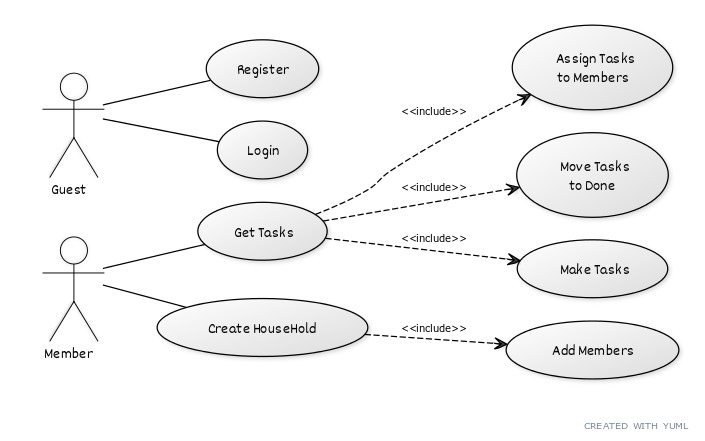 Register
Login
Guest
Get Tasks
Create HouseHold
Member
<<include>>
<<include>>
<<include>>
<<include>>
Assign Tasks
to Members
Move Tasks
to Done
Make Tasks
Add Members
CREATED WITH YUML